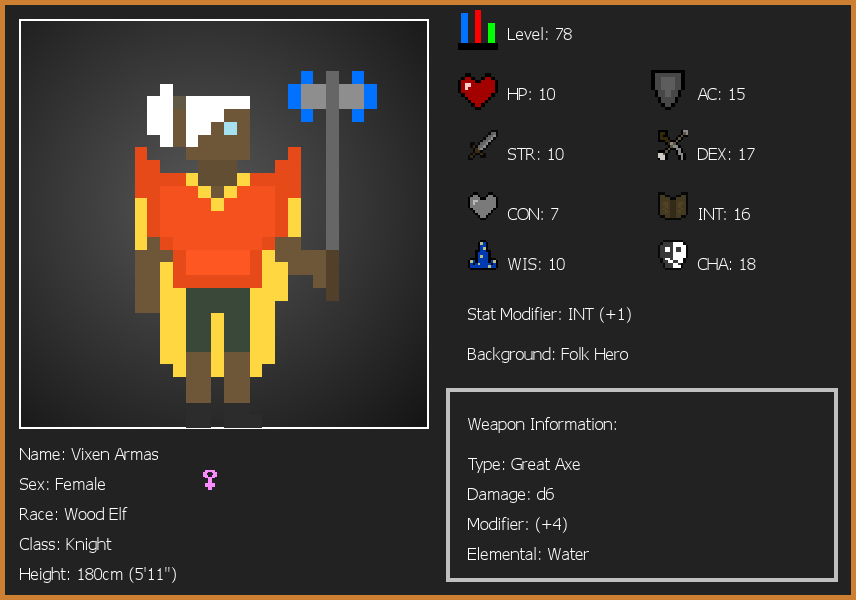 Level: 78
HP: 10
AC: 15
STR: 10
DEX: 17
CON: 7
INT: 16
WIS: 10
CHA: 18
Stat Modifier: INT (+1)
Background: Folk Hero
Weapon Information:
Type: Great Axe
Damage: d6
Modifier: (+4)
Elemental: Water
Name: Vixen Armas
Sex: Female
Race: Wood Elf
Class: Knight
Height: 180cm (5'11")